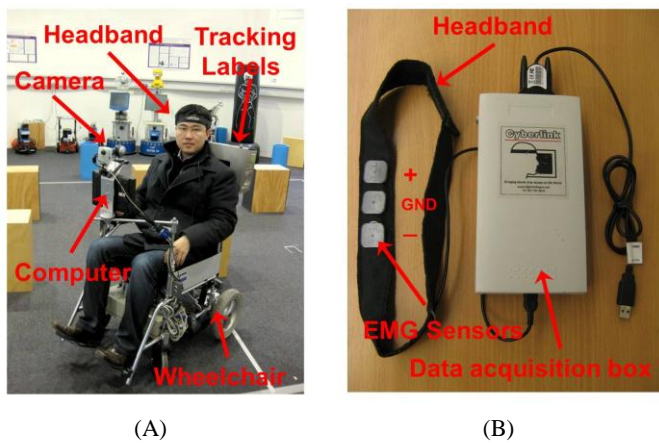 Headband
Tracking
Labels
Camera
Computer
Wheelchair
(A)
Headband
Cyberlink
+
GND
–
EMG Sensors
Data acquisition box
(B)